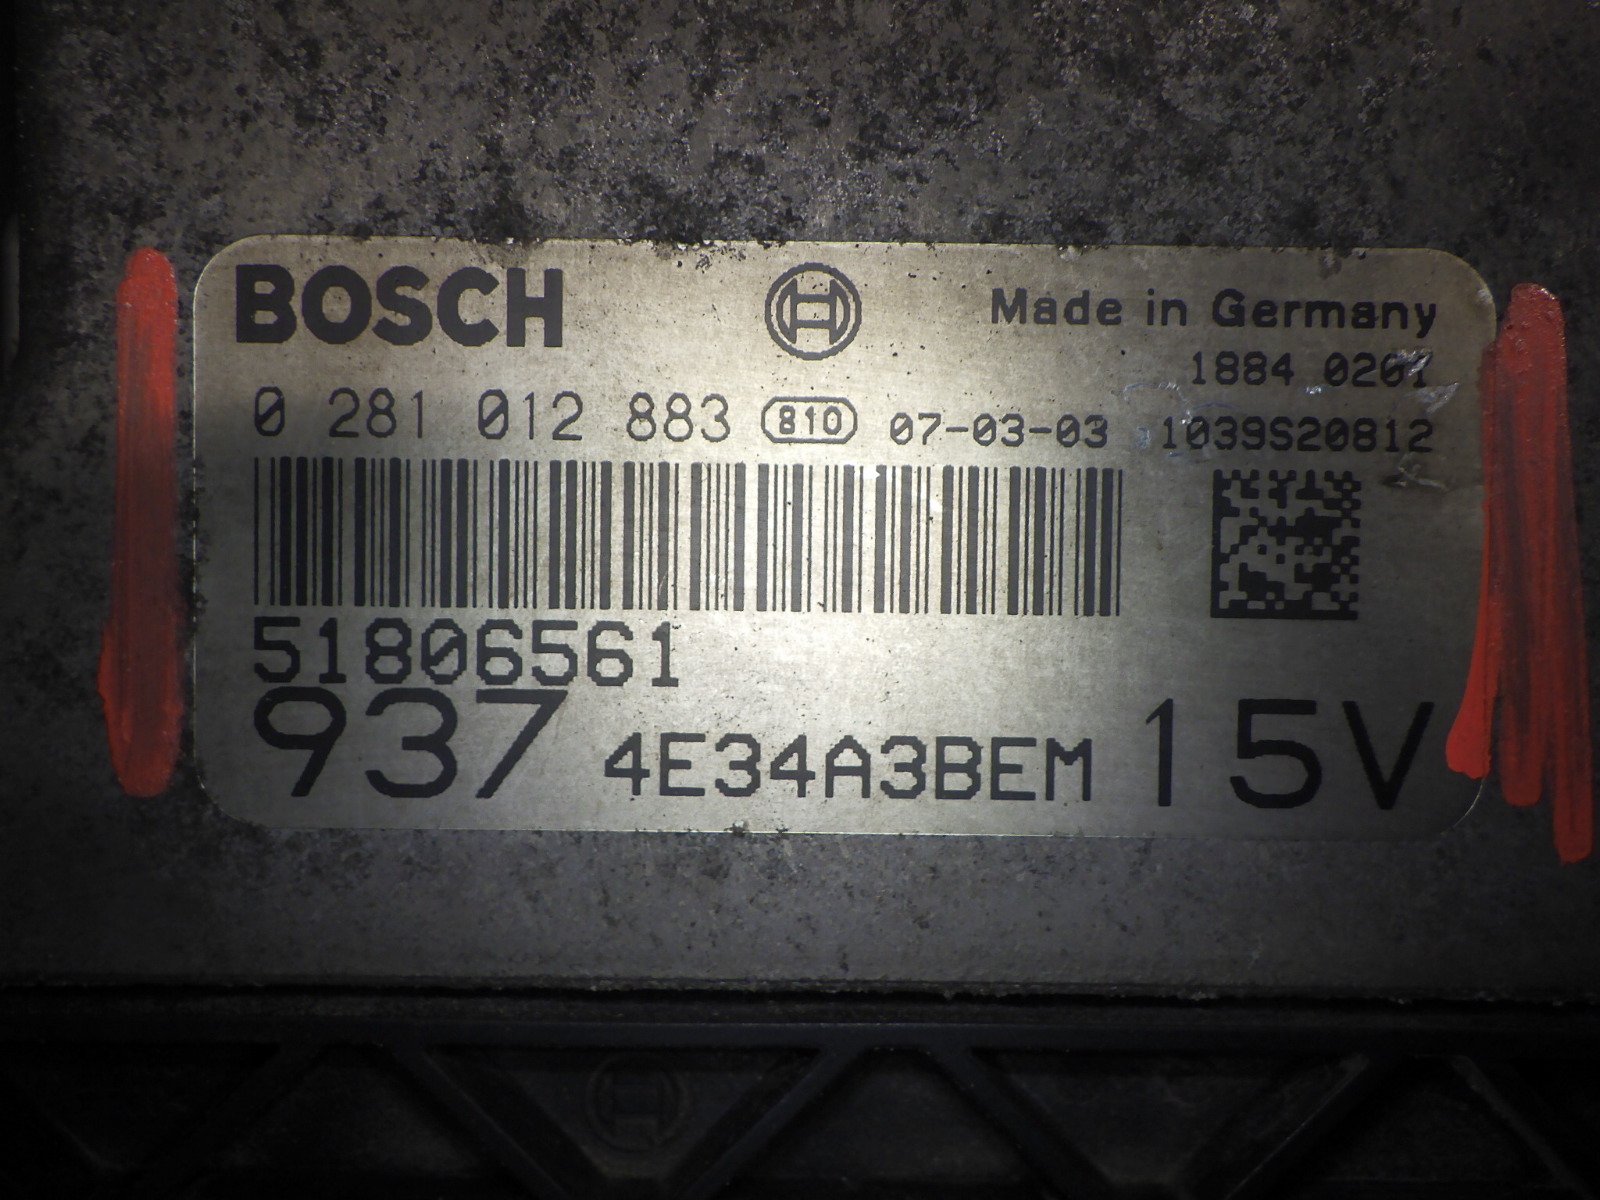 BOSCH Made in Germany
1884 0201
0 281 012 883 810 07-03-03 1039S20812
51806561
937 4E34A3BEM 15V